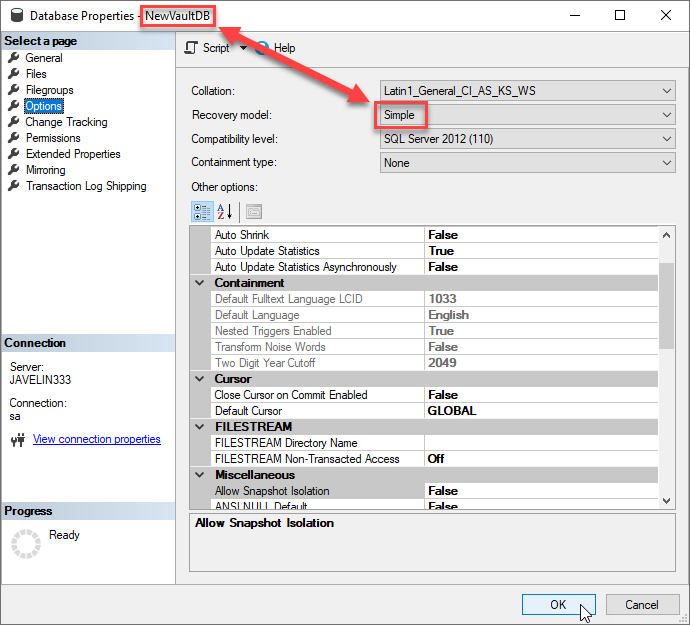 Database Properties - NewVaultDB
Select a page
General
Files
Filegroups
Options
Change Tracking
Permissions
Extended Properties
Mirroring
Transaction Log Shipping
Connection
Server:
JAVELIN333
Connection:
sa
View connection properties
Progress
Ready
Script Help
Collation: Latin1_General_CI_AS_KS_WS
Recovery model: Simple
Compatibility level: SQL Server 2012 (110)
Containment type: None
Other options:
A
Z
Auto Shrink False
Auto Update Statistics True
Auto Update Statistics Asynchronously False
Containment
Default Fulltext Language LCID 1033
Default Language English
Nested Triggers Enabled True
Transform Noise Words False
Two Digit Year Cutoff 2049
Cursor
Close Cursor on Commit Enabled False
Default Cursor GLOBAL
FILESTREAM
FILESTREAM Directory Name
FILESTREAM Non-Transacted Access Off
Miscellaneous
Allow Snapshot Isolation False
ANSI NULL Default False
Allow Snapshot Isolation
OK Cancel